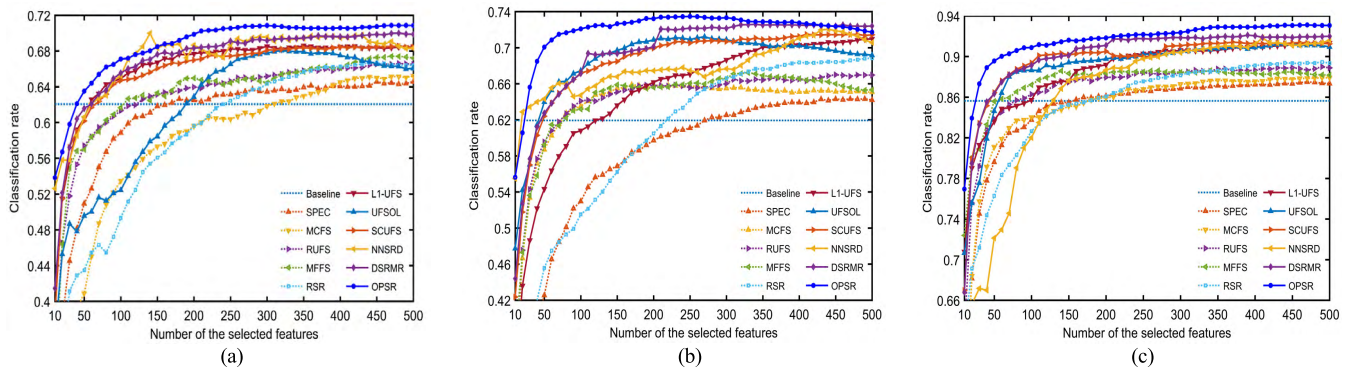 0.72
0.68
0.64
0.6
0.56
0.52
0.48
0.44
0.4
Classification rate
10 50 100 150 200 250 300 350 400 450 500
Number of the selected features
Baseline L1-UFS
SPEC UFSOL
MCFS SCUFS
RUFS NNSRD
MFFS DSRMR
RSR OPSR
(a)
0.74
0.7
0.66
0.62
0.58
0.54
0.5
0.46
0.42
Classification rate
10 50 100 150 200 250 300 350 400 450 500
Number of the selected features
Baseline L1-UFS
SPEC UFSOL
MCFS SCUFS
RUFS NNSRD
MFFS DSRMR
RSR OPSR
(b)
0.94
0.9
0.86
0.82
0.78
0.74
0.7
0.66
Classification rate
10 50 100 150 200 250 300 350 400 450 500
Number of the selected features
Baseline L1-UFS
SPEC UFSOL
MCFS SCUFS
RUFS NNSRD
MFFS DSRMR
RSR OPSR
(c)